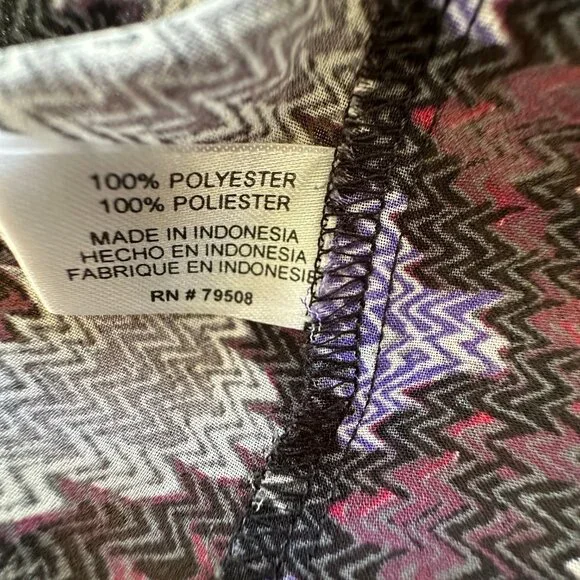 100% POLYESTER
100% POLIESTER
MADE IN INDONESIA
HECHO EN INDONESIA
FABRIQUE EN INDONESIE
RN # 79508